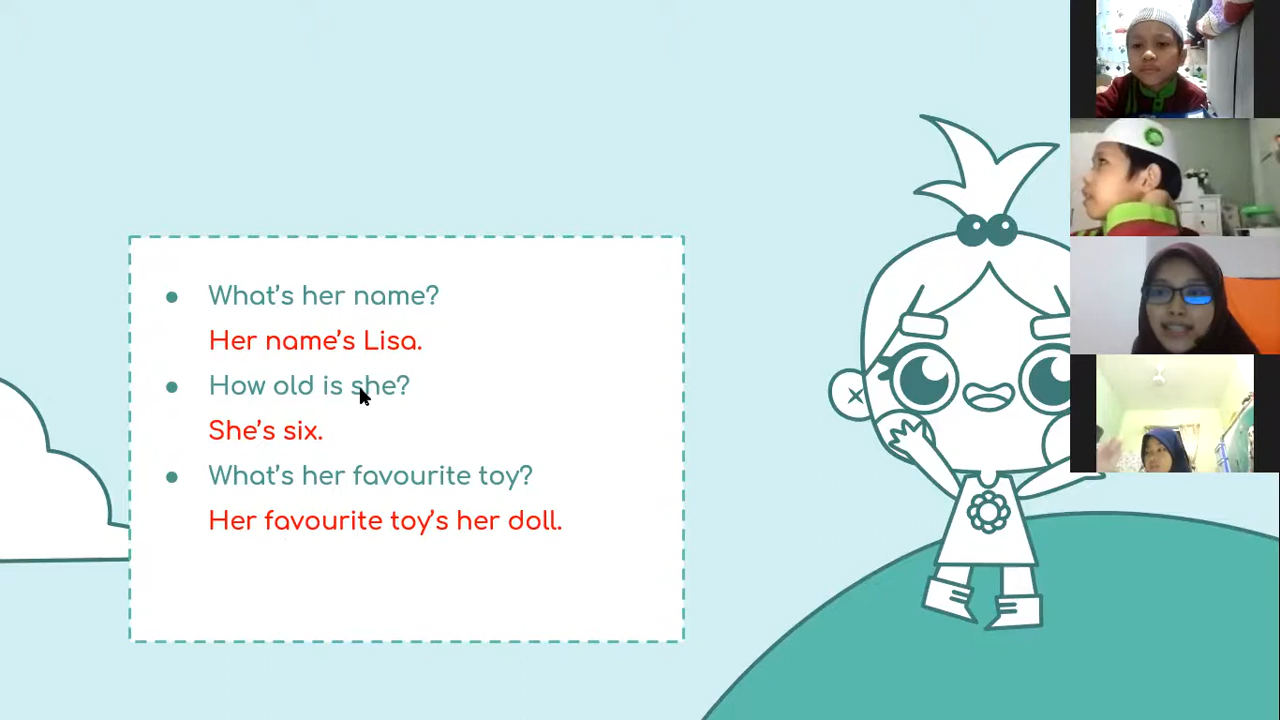 What's her name?
Her name's Lisa.
How old is she?
She's six.
What's her favourite toy?
Her favourite toy's her doll.